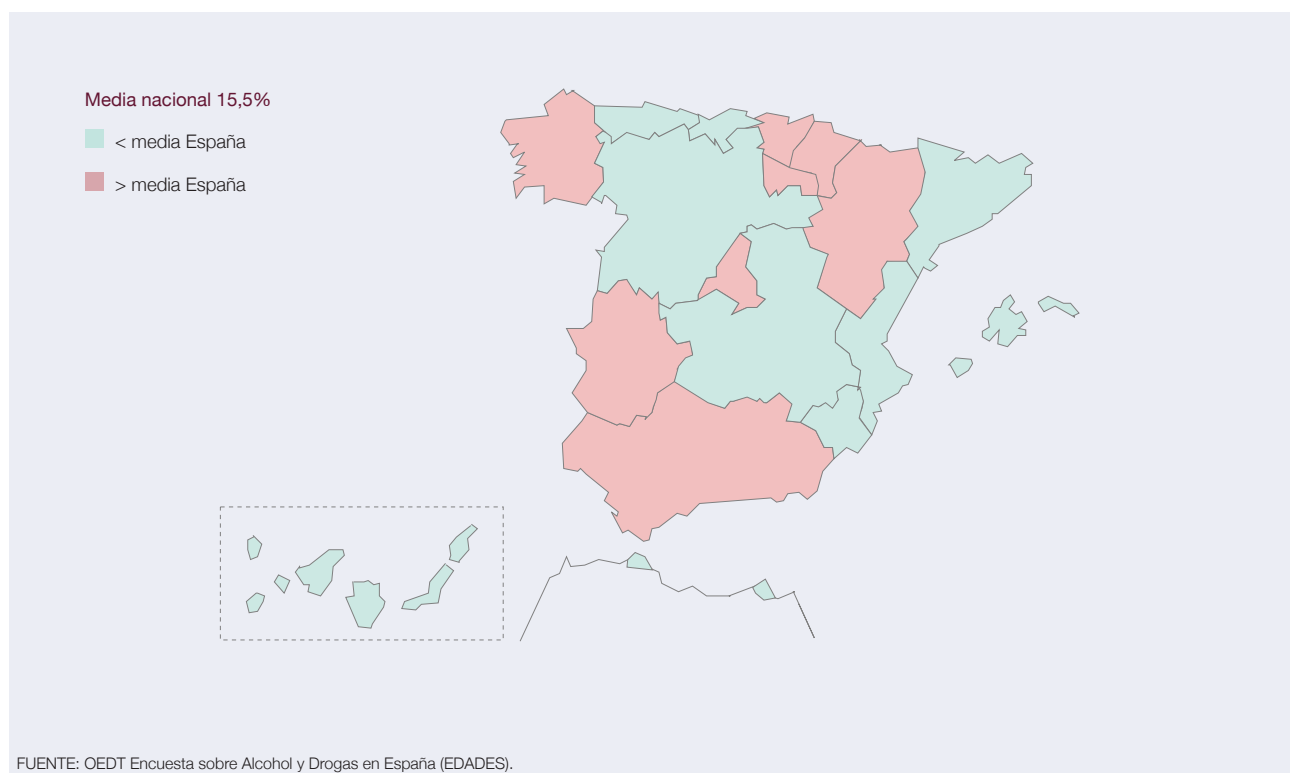 Media nacional 15,5%
< media España
> media España
FUENTE: OEDT Encuesta sobre Alcohol y Drogas en España (EDADES).